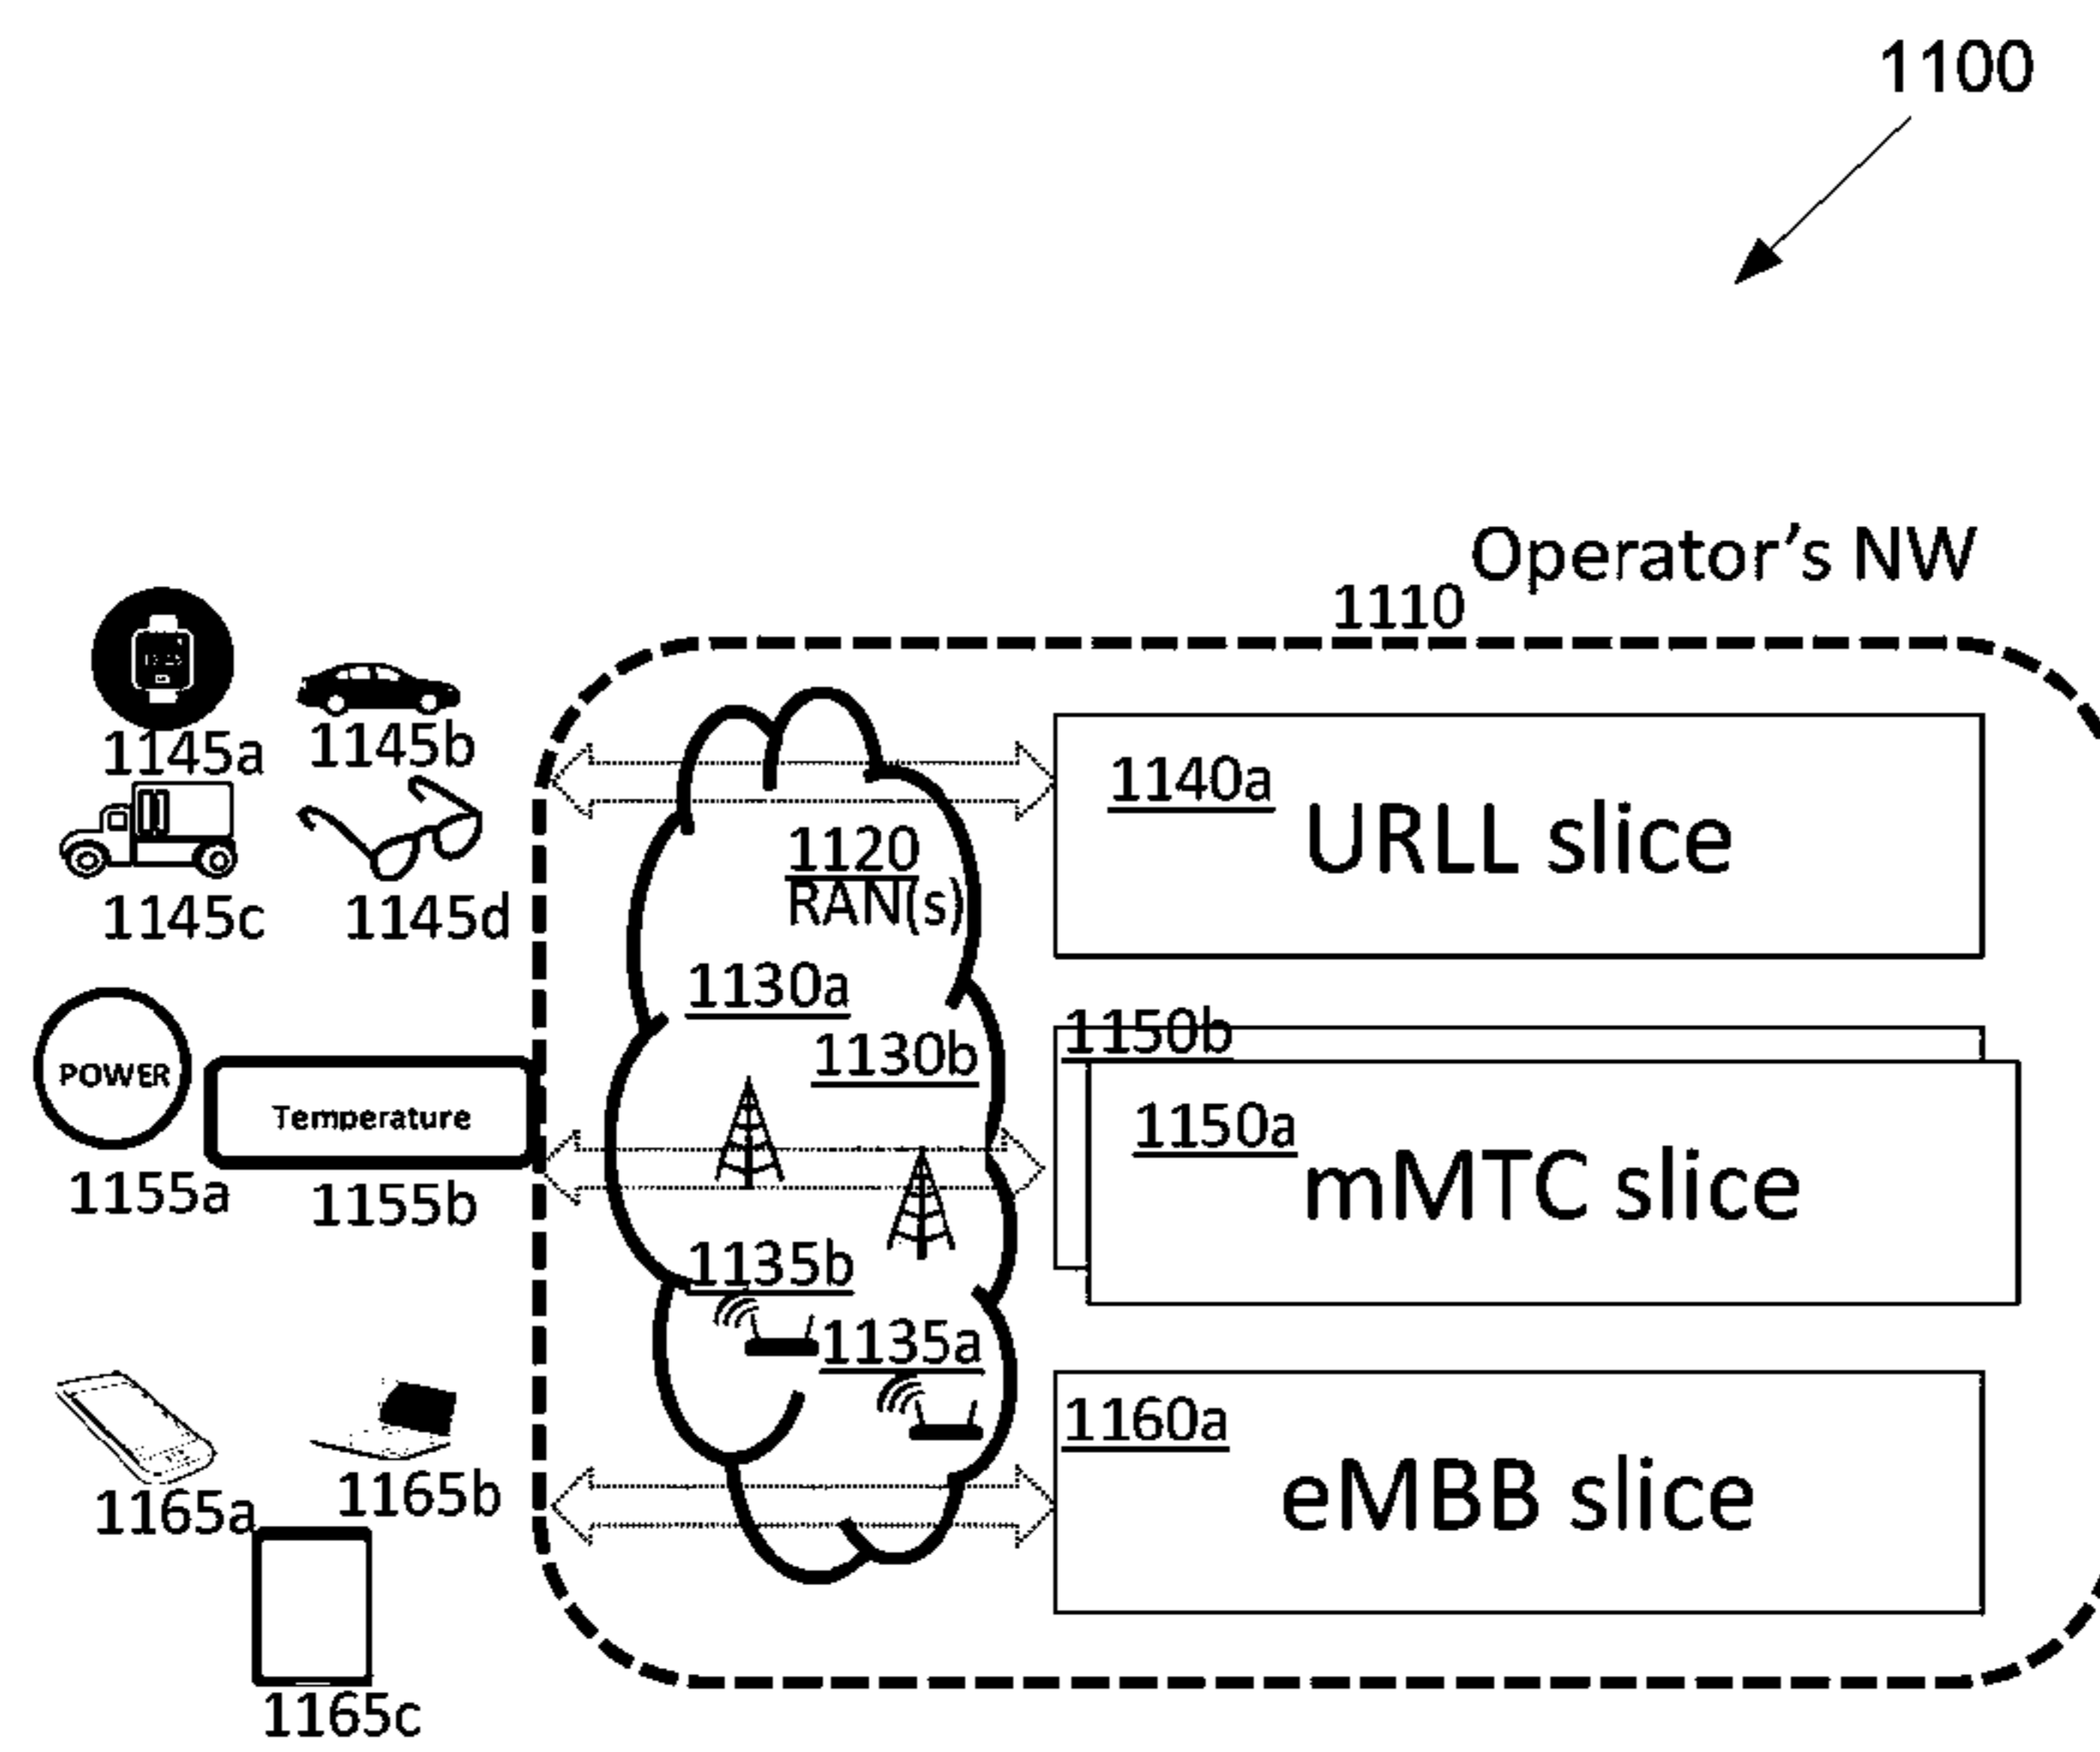 1100
Operator’s NW
1110
1145a
1145b
1145c
1145d
1140a
URLL slice
1120
RAN(s)
1130a
1130b
POWER
Temperature
1155a
1155b
1150b
1150a
mMTC slice
1135b
1135a
1165a
1165b
1165c
1160a
eMBB slice